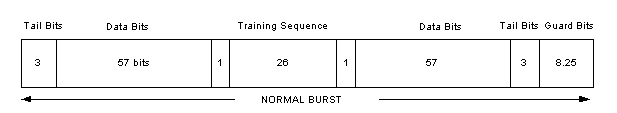 Tail Bits Data Bits Training Sequence Data Bits Tail Bits Guard Bits
3 57 bits 1 26 1 57 3 8.25
NORMAL BURST